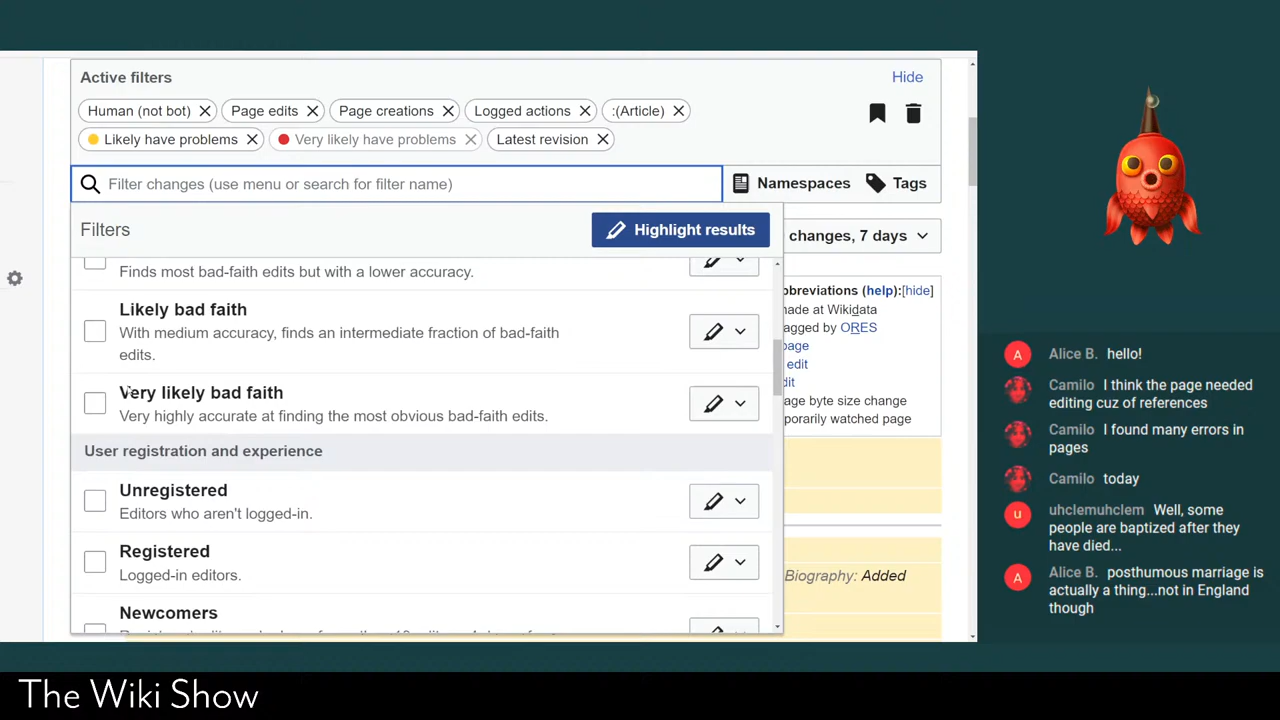 Active filters
Hide
Human (not bot)
Page edits
Page creations
Logged actions
:(Article)
Likely have problems
Very likely have problems
Latest revision
Filter changes (use menu or search for filter name)
Namespaces
Tags
Filters
Highlight results
changes, 7 days
Finds most bad-faith edits but with a lower accuracy.
Likely bad faith
With medium accuracy, finds an intermediate fraction of bad-faith
edits.
Very likely bad faith
Very highly accurate at finding the most obvious bad-faith edits.
User registration and experience
Unregistered
Editors who aren't logged-in.
Registered
Logged-in editors.
Newcomers
bbreviations (help):[hide]
nade at Wikidata
agged by ORES
page
edit
dit
age byte size change
porarily watched page
Biography: Added
A
Alice B. hello!
Camilo I think the page needed
editing cuz of references
Camilo I found many errors in
pages
Camilo today
u
uhclemuhclem Well, some
people are baptized after they
have died...
A
Alice B. posthumous marriage is
actually a thing...not in England
though
The Wiki Show